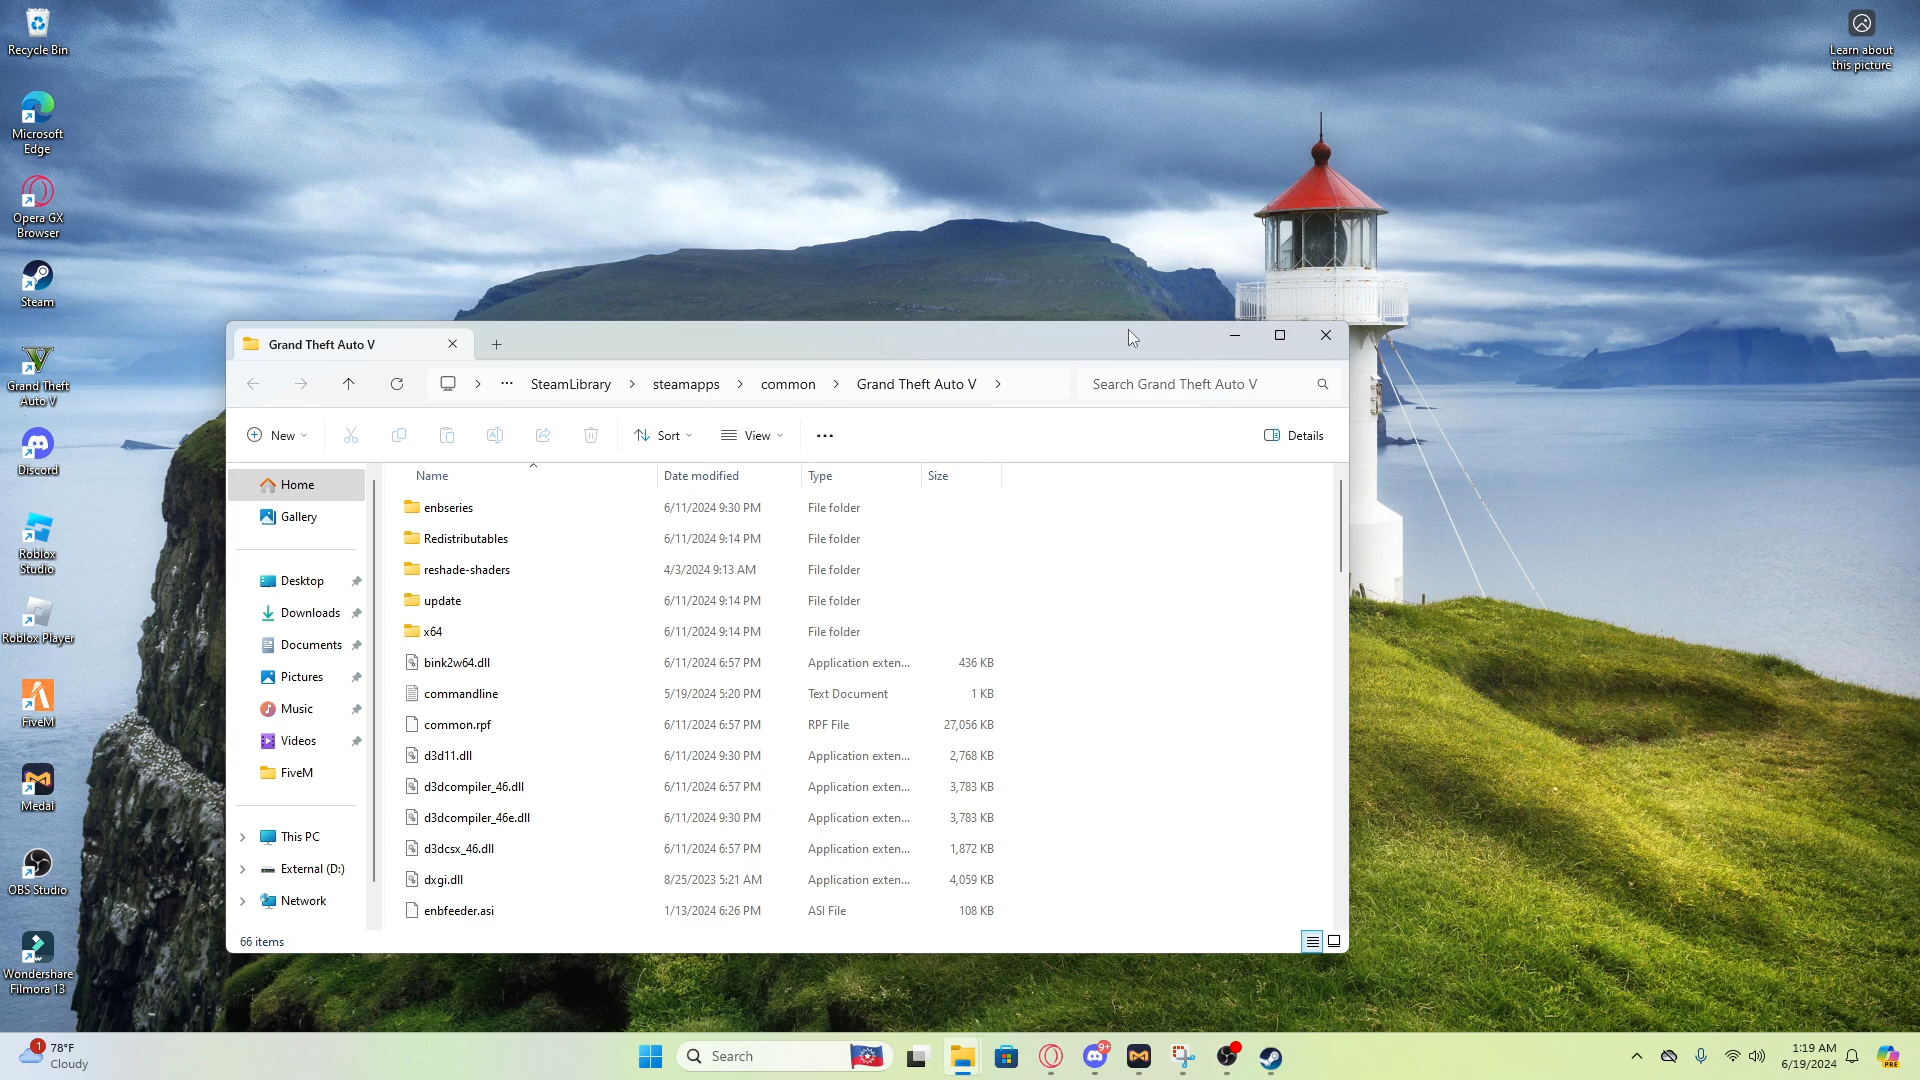 Recycle Bin
Microsoft
Edge
Opera GX
Browser
Steam
Grand Theft
Auto V
Discord
Roblox
Studio
Roblox Player
FiveM
Medal
OBS Studio
Wondershare
Filmora 13
Learn about
this picture
Grand Theft Auto V
SteamLibrary > steamapps > common > Grand Theft Auto V >
Search Grand Theft Auto V
New
Sort
View
Details
Home
Gallery
Desktop
Downloads
Documents
Pictures
Music
Videos
FiveM
This PC
External (D:)
Network
Name Date modified Type Size
enbseries 6/11/2024 9:30 PM File folder
Redistributables 6/11/2024 9:14 PM File folder
reshade-shaders 4/3/2024 9:13 AM File folder
update 6/11/2024 9:14 PM File folder
x64 6/11/2024 9:14 PM File folder
bink2w64.dll 6/11/2024 6:57 PM Application exten... 436 KB
commandline 5/19/2024 5:20 PM Text Document 1 KB
common.rpf 6/11/2024 6:57 PM RPF File 27,056 KB
d3d11.dll 6/11/2024 9:30 PM Application exten... 2,768 KB
d3dcompiler_46.dll 6/11/2024 6:57 PM Application exten... 3,783 KB
d3dcompiler_46e.dll 6/11/2024 9:30 PM Application exten... 3,783 KB
d3dcsx_46.dll 6/11/2024 6:57 PM Application exten... 1,872 KB
dxgi.dll 8/25/2023 5:21 AM Application exten... 4,059 KB
enbfeeder.asi 1/13/2024 6:26 PM ASI File 108 KB
66 items
1
78°F
Cloudy
Search
9+
1:19 AM
6/19/2024
PRE